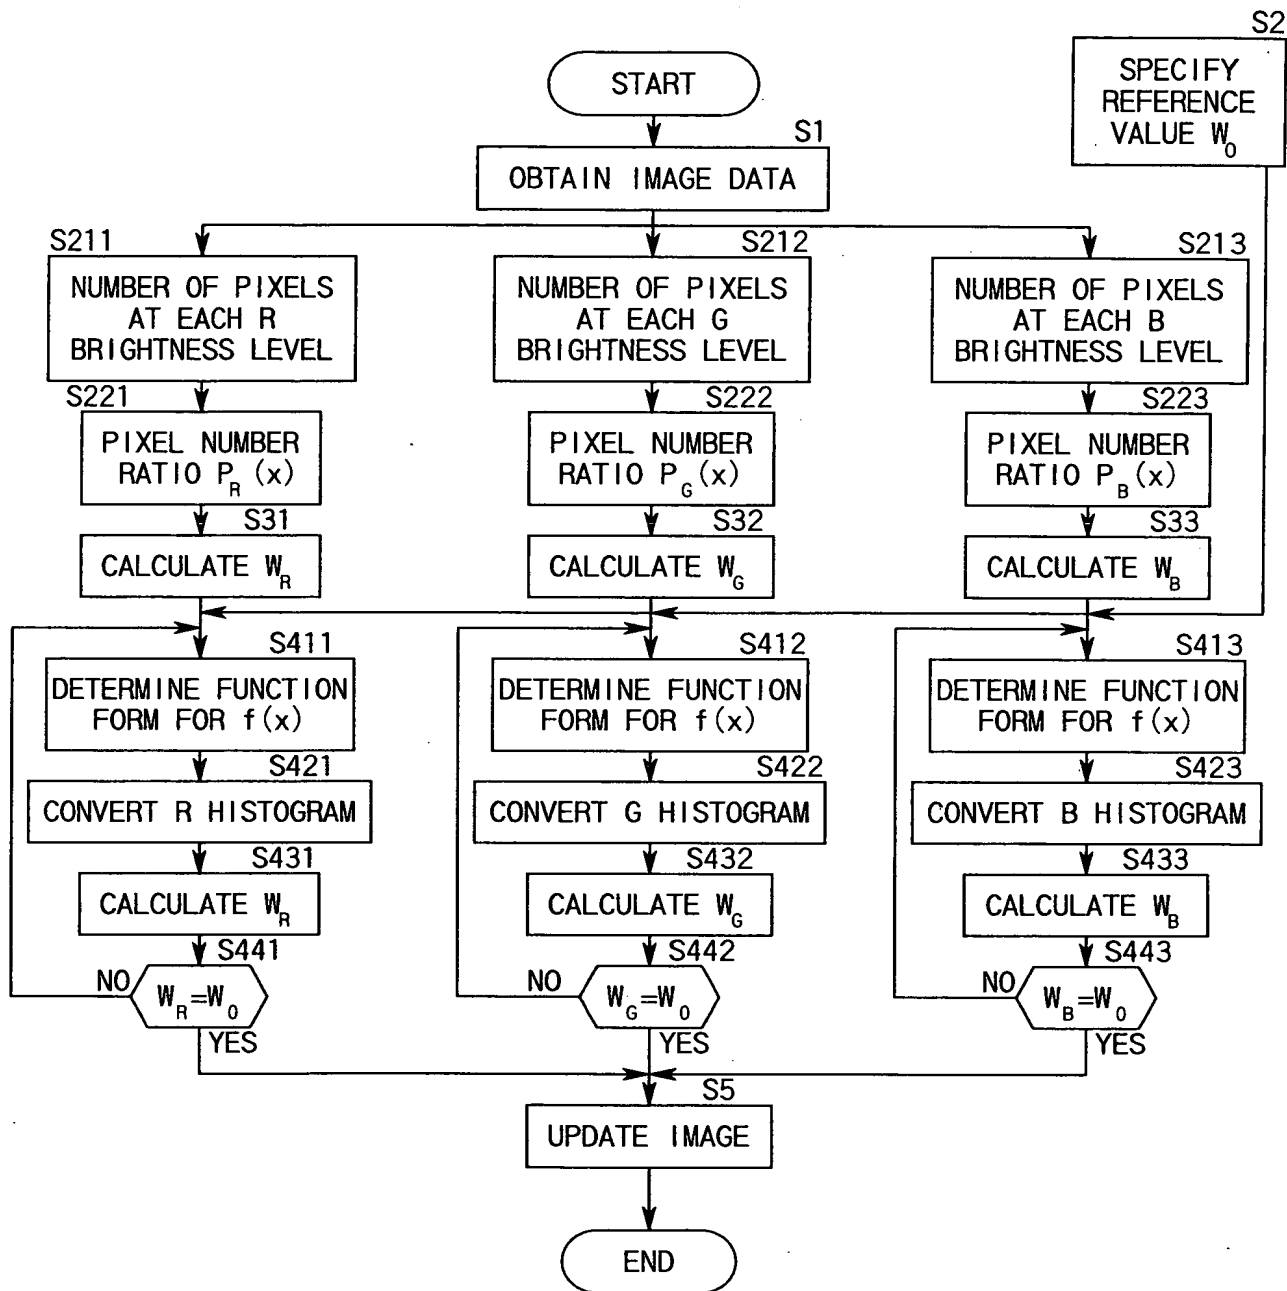 S2
SPECIFY
REFERENCE
VALUE W0
START
S1
OBTAIN IMAGE DATA
S211
NUMBER OF PIXELS
AT EACH R
BRIGHTNESS LEVEL
S212
NUMBER OF PIXELS
AT EACH G
BRIGHTNESS LEVEL
S213
NUMBER OF PIXELS
AT EACH B
BRIGHTNESS LEVEL
S221
PIXEL NUMBER
RATIO PR (x)
S222
PIXEL NUMBER
RATIO PG (x)
S223
PIXEL NUMBER
RATIO PB (x)
S31
CALCULATE WR
S32
CALCULATE WG
S33
CALCULATE WB
S411
DETERMINE FUNCTION
FORM FOR f(x)
S412
DETERMINE FUNCTION
FORM FOR f(x)
S413
DETERMINE FUNCTION
FORM FOR f(x)
S421
CONVERT R HISTOGRAM
S422
CONVERT G HISTOGRAM
S423
CONVERT B HISTOGRAM
S431
CALCULATE WR
S432
CALCULATE WG
S433
CALCULATE WB
S441
NO
WR=W0
YES
S442
NO
WG=W0
YES
S443
NO
WB=W0
YES
S5
UPDATE IMAGE
END